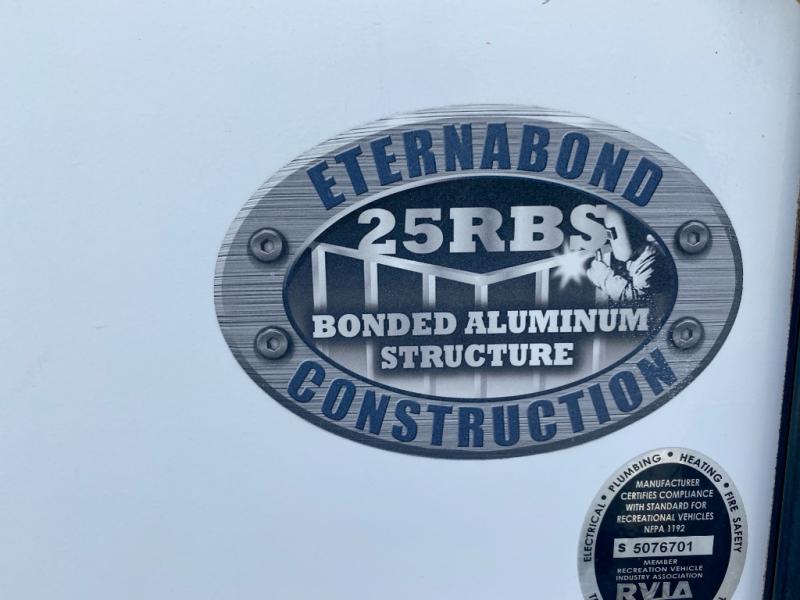 ETERNABOND
25RBS
BONDED ALUMINUM
STRUCTURE
CONSTRUCTION
ELECTRICAL • PLUMBING • HEATING • FIRE SAFETY
MANUFACTURER
CERTIFIES COMPLIANCE
WITH STANDARD FOR
RECREATIONAL VEHICLES
NFPA 1192
S 5076701
MEMBER
RECREATION VEHICLE
INDUSTRY ASSOCIATION
RVIA